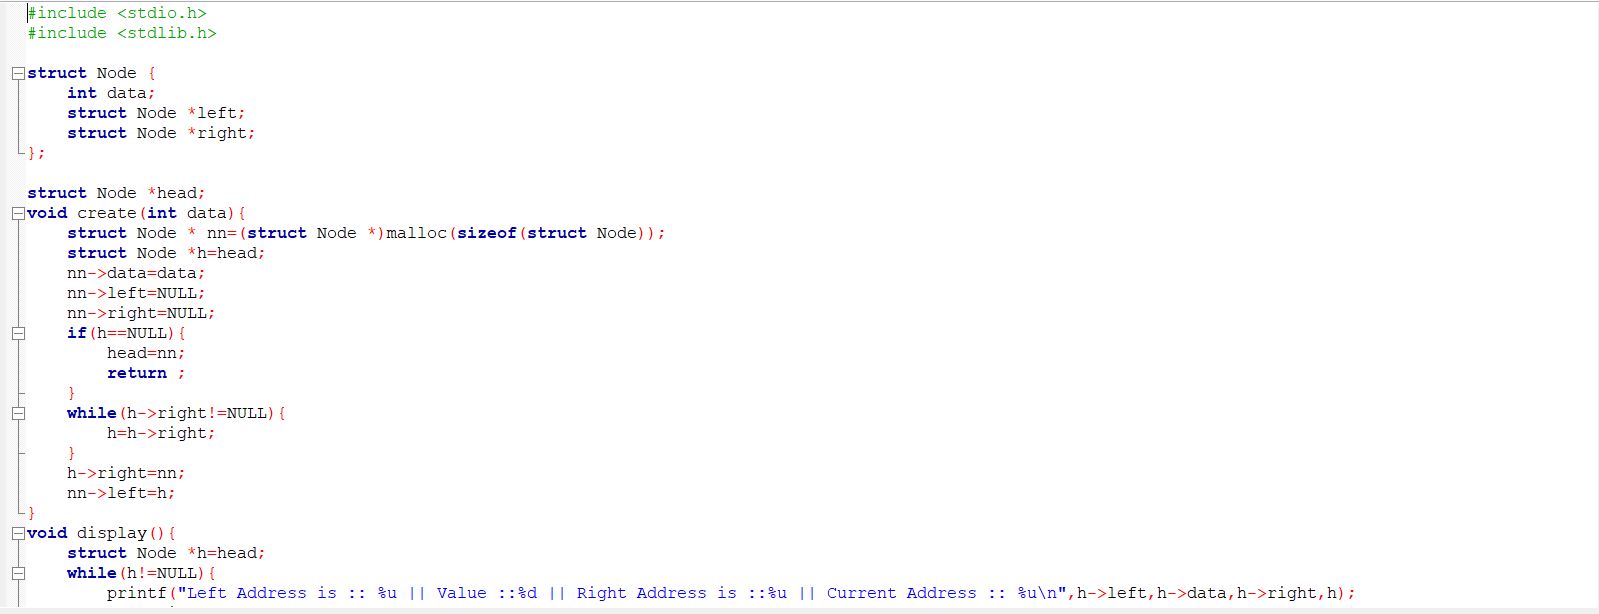 #include <stdio.h>
#include <stdlib.h>
struct Node {
    int data;
    struct Node *left;
    struct Node *right;
};
struct Node *head;
void create(int data){
    struct Node * nn=(struct Node *)malloc(sizeof(struct Node));
    struct Node *h=head;
    nn->data=data;
    nn->left=NULL;
    nn->right=NULL;
    if(h==NULL){
        head=nn;
        return ;
    }
    while(h->right!=NULL){
        h=h->right;
    }
    h->right=nn;
    nn->left=h;
}
void display(){
    struct Node *h=head;
    while(h!=NULL){
        printf("Left Address is :: %u || Value ::%d || Right Address is ::%u || Current Address :: %u\n",h->left,h->data,h->right,h);